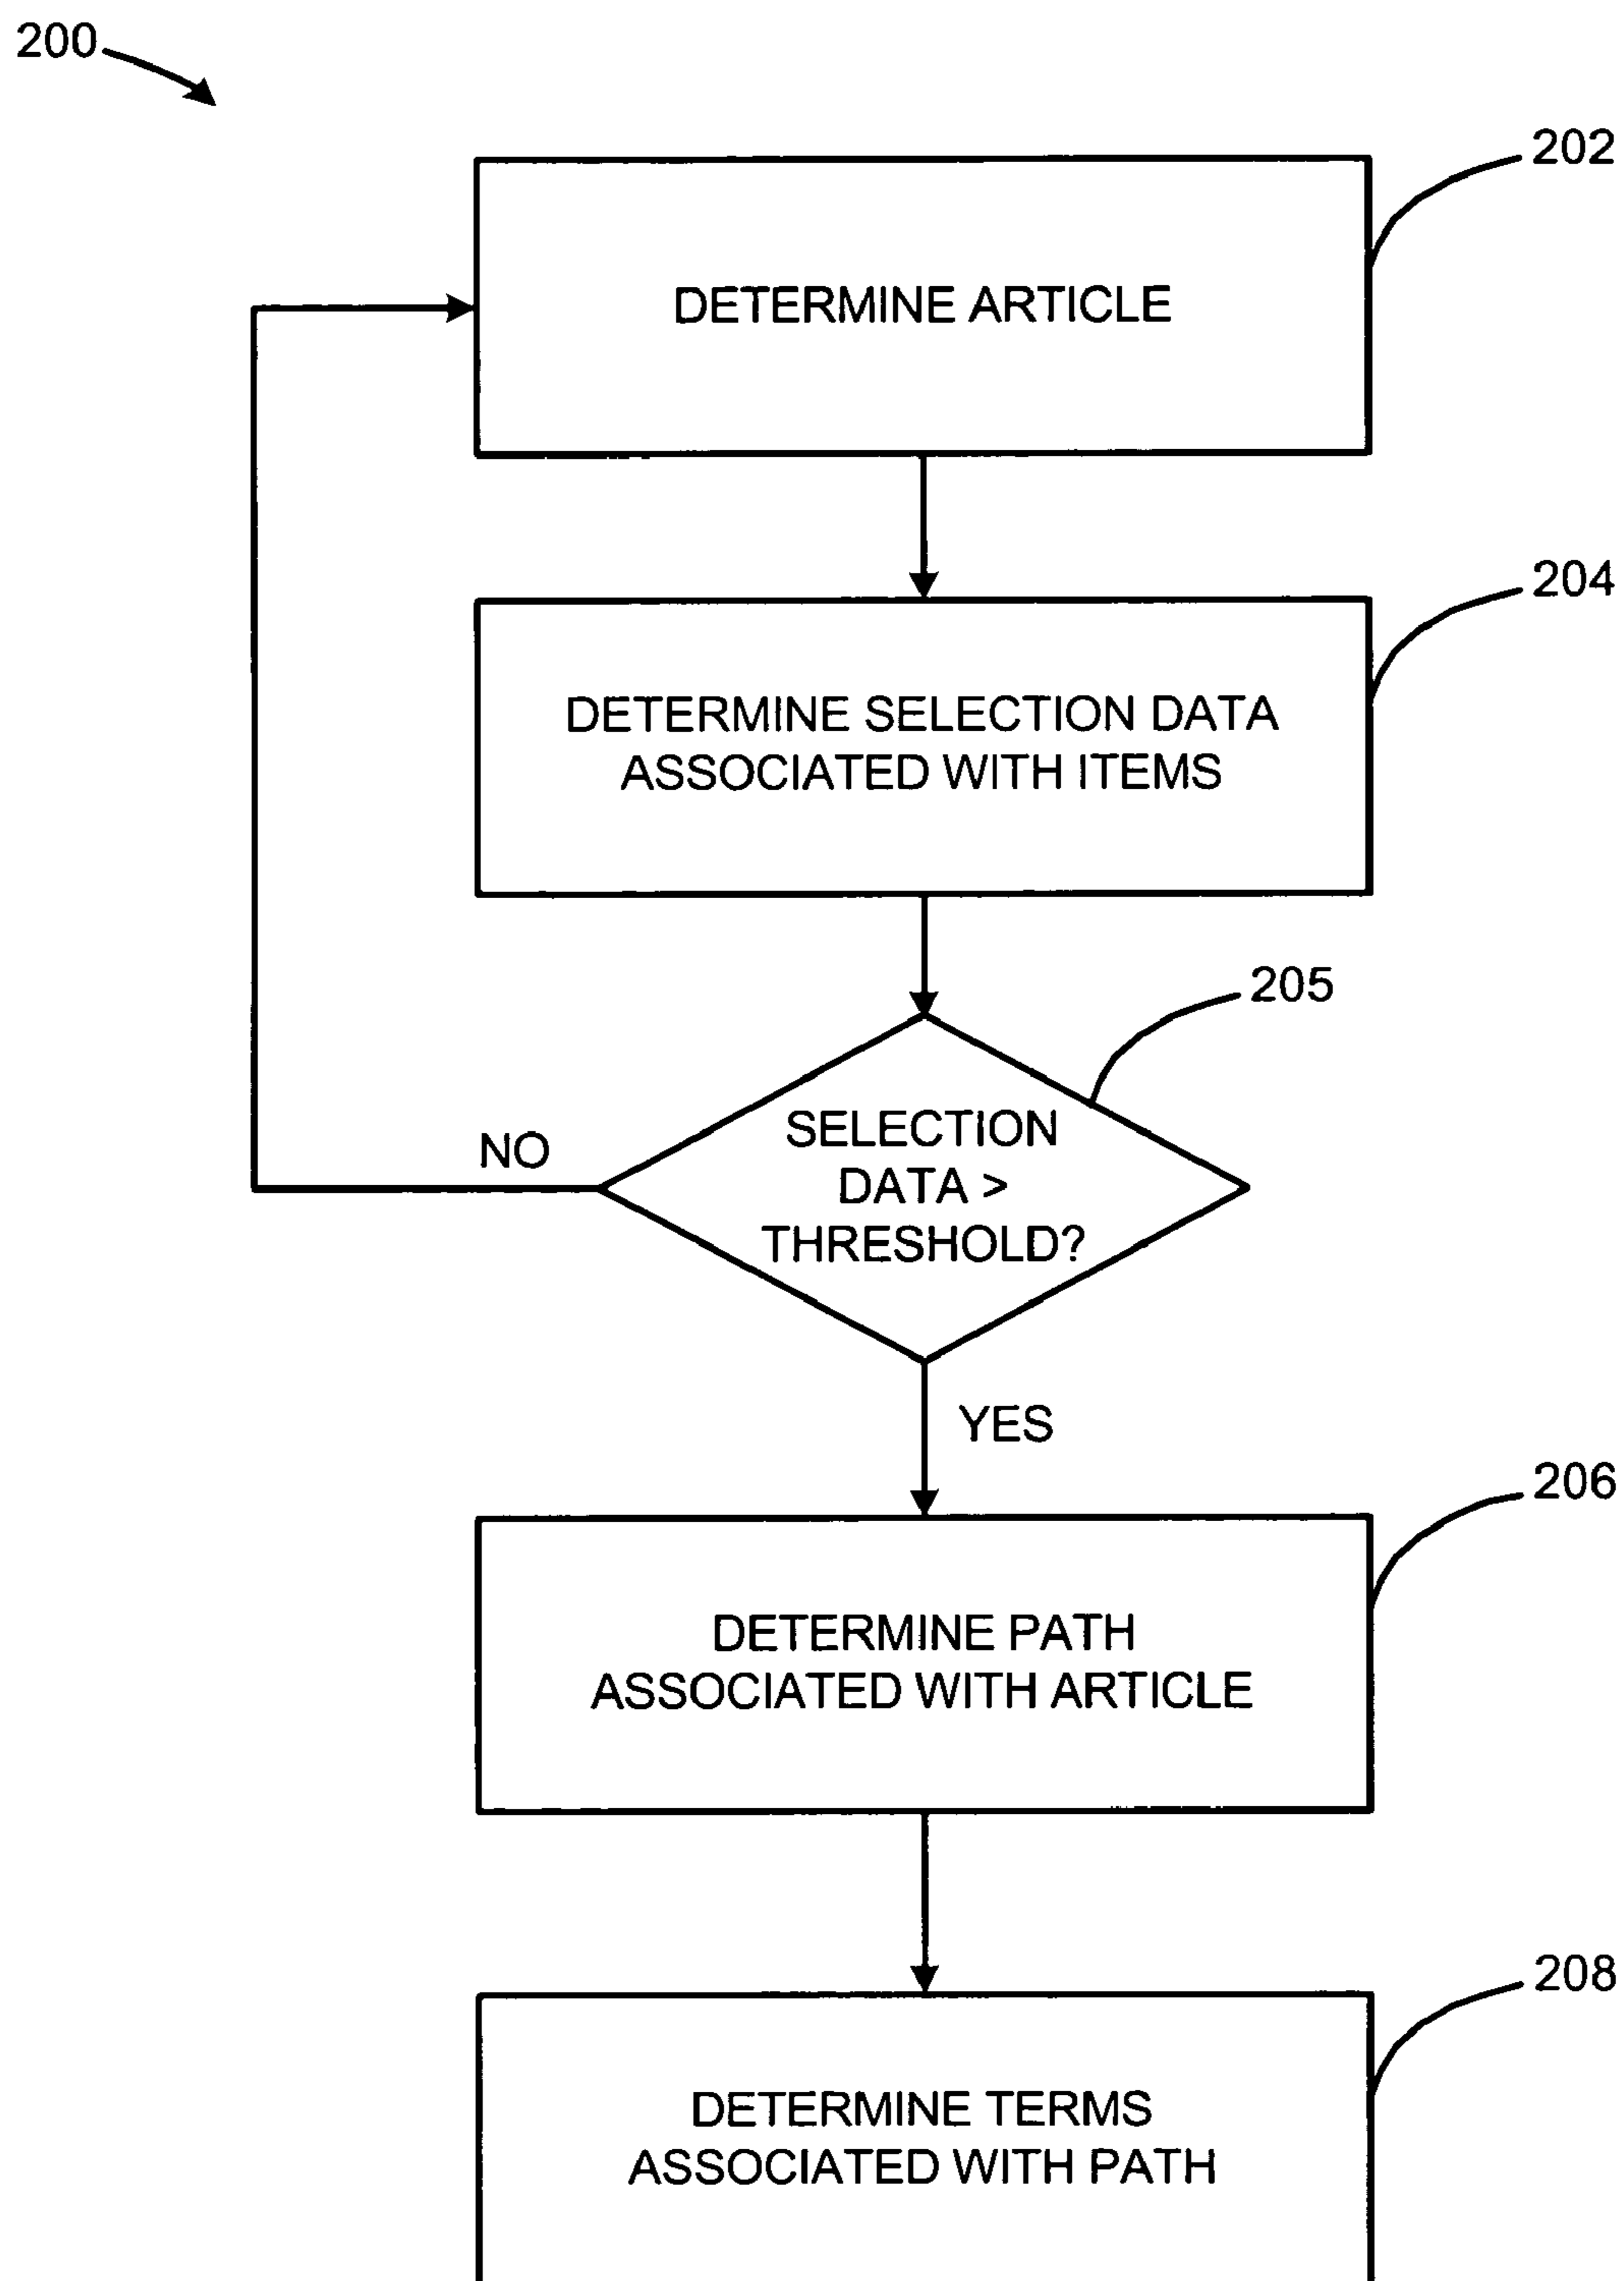 200
202
DETERMINE ARTICLE
204
DETERMINE SELECTION DATA
ASSOCIATED WITH ITEMS
205
SELECTION
DATA >
THRESHOLD?
NO
YES
206
DETERMINE PATH
ASSOCIATED WITH ARTICLE
208
DETERMINE TERMS
ASSOCIATED WITH PATH